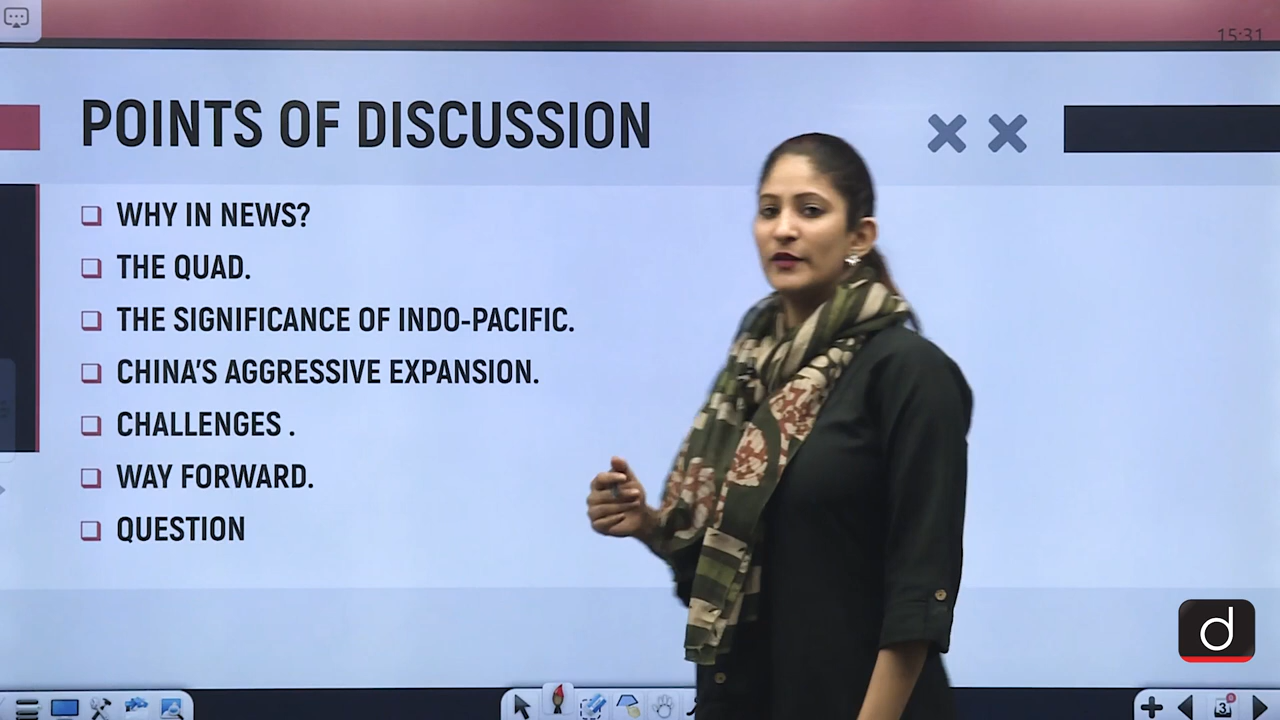 15:31
POINTS OF DISCUSSION
WHY IN NEWS?
THE QUAD.
THE SIGNIFICANCE OF INDO-PACIFIC.
CHINA'S AGGRESSIVE EXPANSION.
CHALLENGES .
WAY FORWARD.
QUESTION
d
3